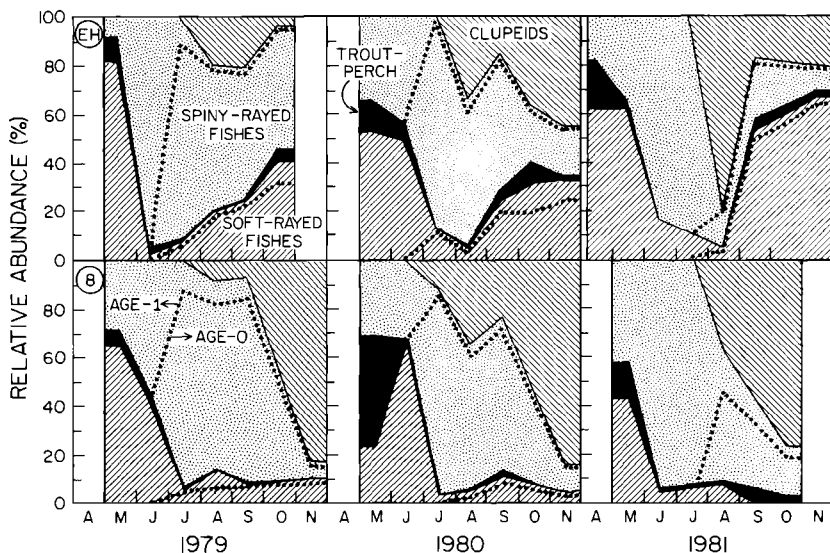 100
EH
80
60
40
20
0
TROUT-
PERCH
CLUPEIDS
SPINY-RAYED
FISHES
SOFT-RAYED
FISHES
8
80
60
40
20
0
AGE-1
AGE-0
RELATIVE ABUNDANCE (%)
A M J J A S O N A M J J A S O N A M J J A S O N
1979 1980 1981